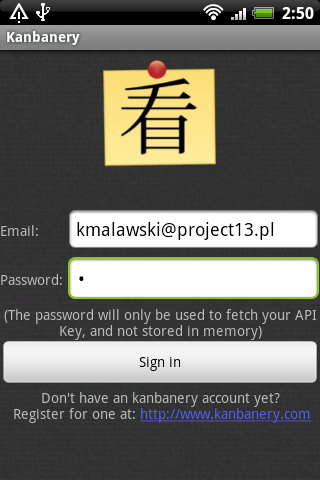 2:50
Kanbanery
看
Email:
kmalawski@project13.pl
Password:
•
(The password will only be used to fetch your API
Key, and not stored in memory)
Sign in
Don't have an kanbanery account yet?
Register for one at: http://www.kanbanery.com